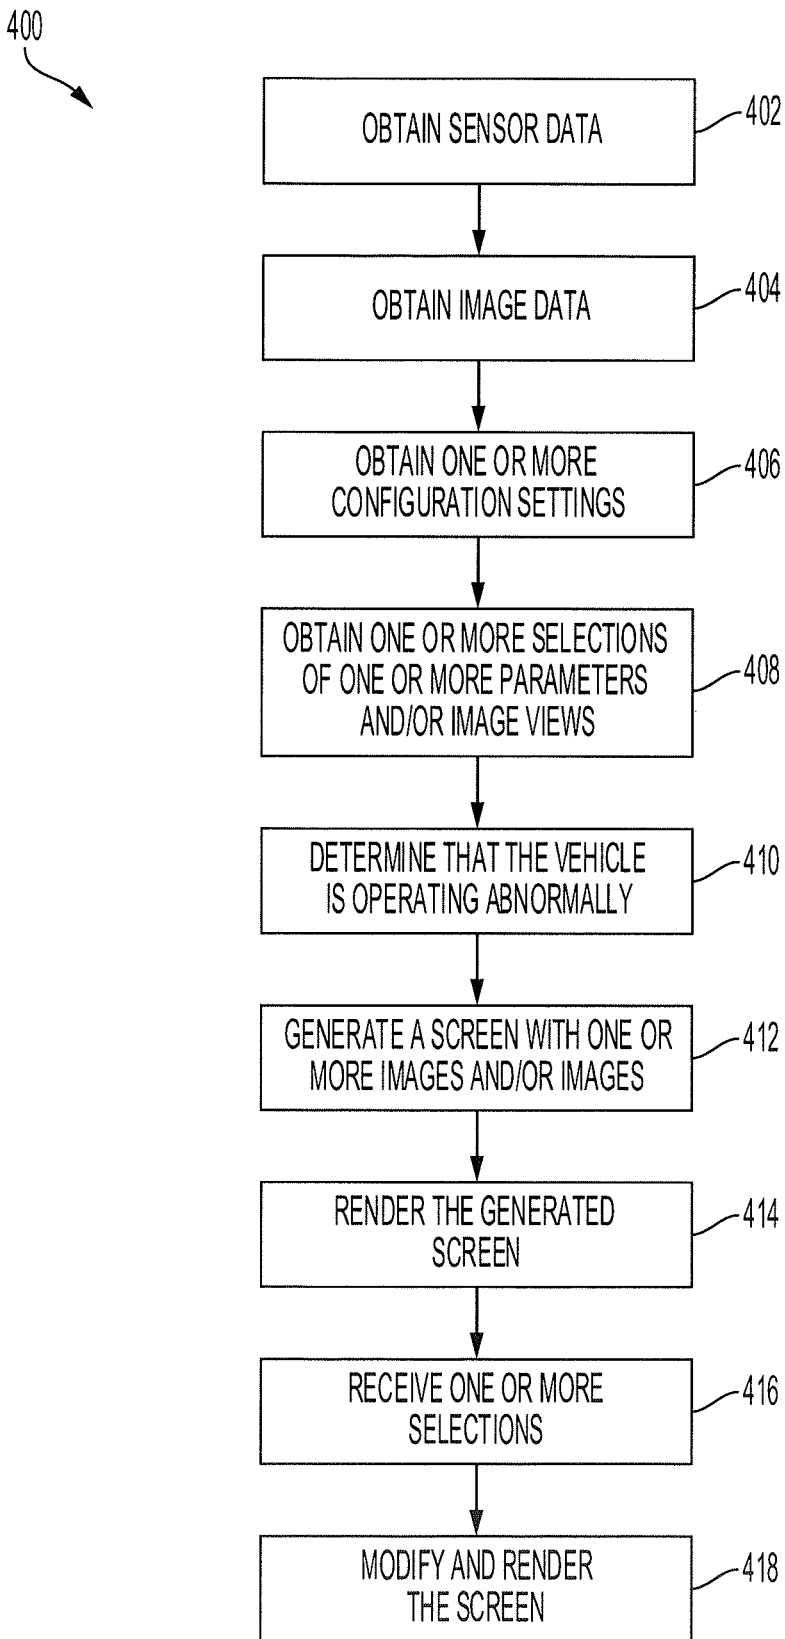 400
OBTAIN SENSOR DATA
402
OBTAIN IMAGE DATA
404
OBTAIN ONE OR MORE
CONFIGURATION SETTINGS
406
OBTAIN ONE OR MORE SELECTIONS
OF ONE OR MORE PARAMETERS
AND/OR IMAGE VIEWS
408
DETERMINE THAT THE VEHICLE
IS OPERATING ABNORMALLY
410
GENERATE A SCREEN WITH ONE OR
MORE IMAGES AND/OR IMAGES
412
RENDER THE GENERATED
SCREEN
414
RECEIVE ONE OR MORE
SELECTIONS
416
MODIFY AND RENDER
THE SCREEN
418